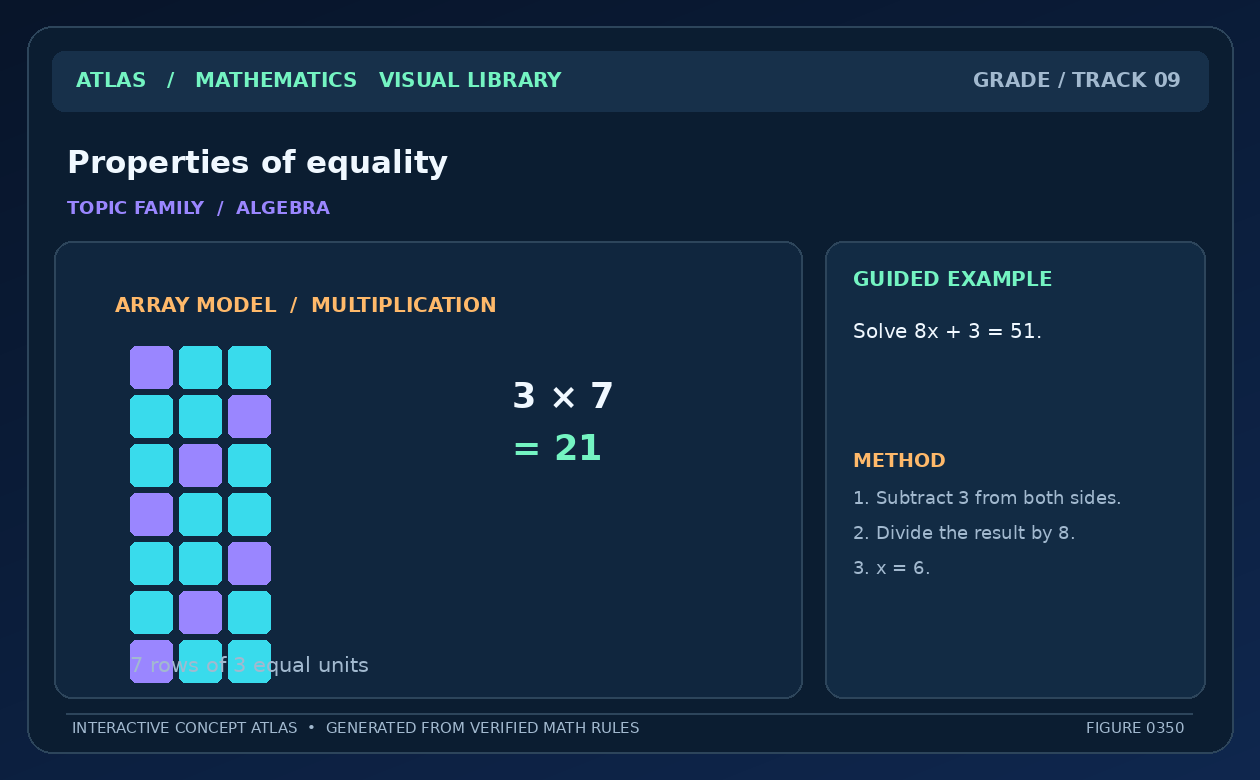 ATLAS / MATHEMATICS VISUAL LIBRARY
GRADE / TRACK 09
Properties of equality
TOPIC FAMILY / ALGEBRA
ARRAY MODEL / MULTIPLICATION
3 × 7
= 21
7 rows of 3 equal units
GUIDED EXAMPLE
Solve 8x + 3 = 51.
METHOD
1. Subtract 3 from both sides.
2. Divide the result by 8.
3. x = 6.
INTERACTIVE CONCEPT ATLAS • GENERATED FROM VERIFIED MATH RULES
FIGURE 0350